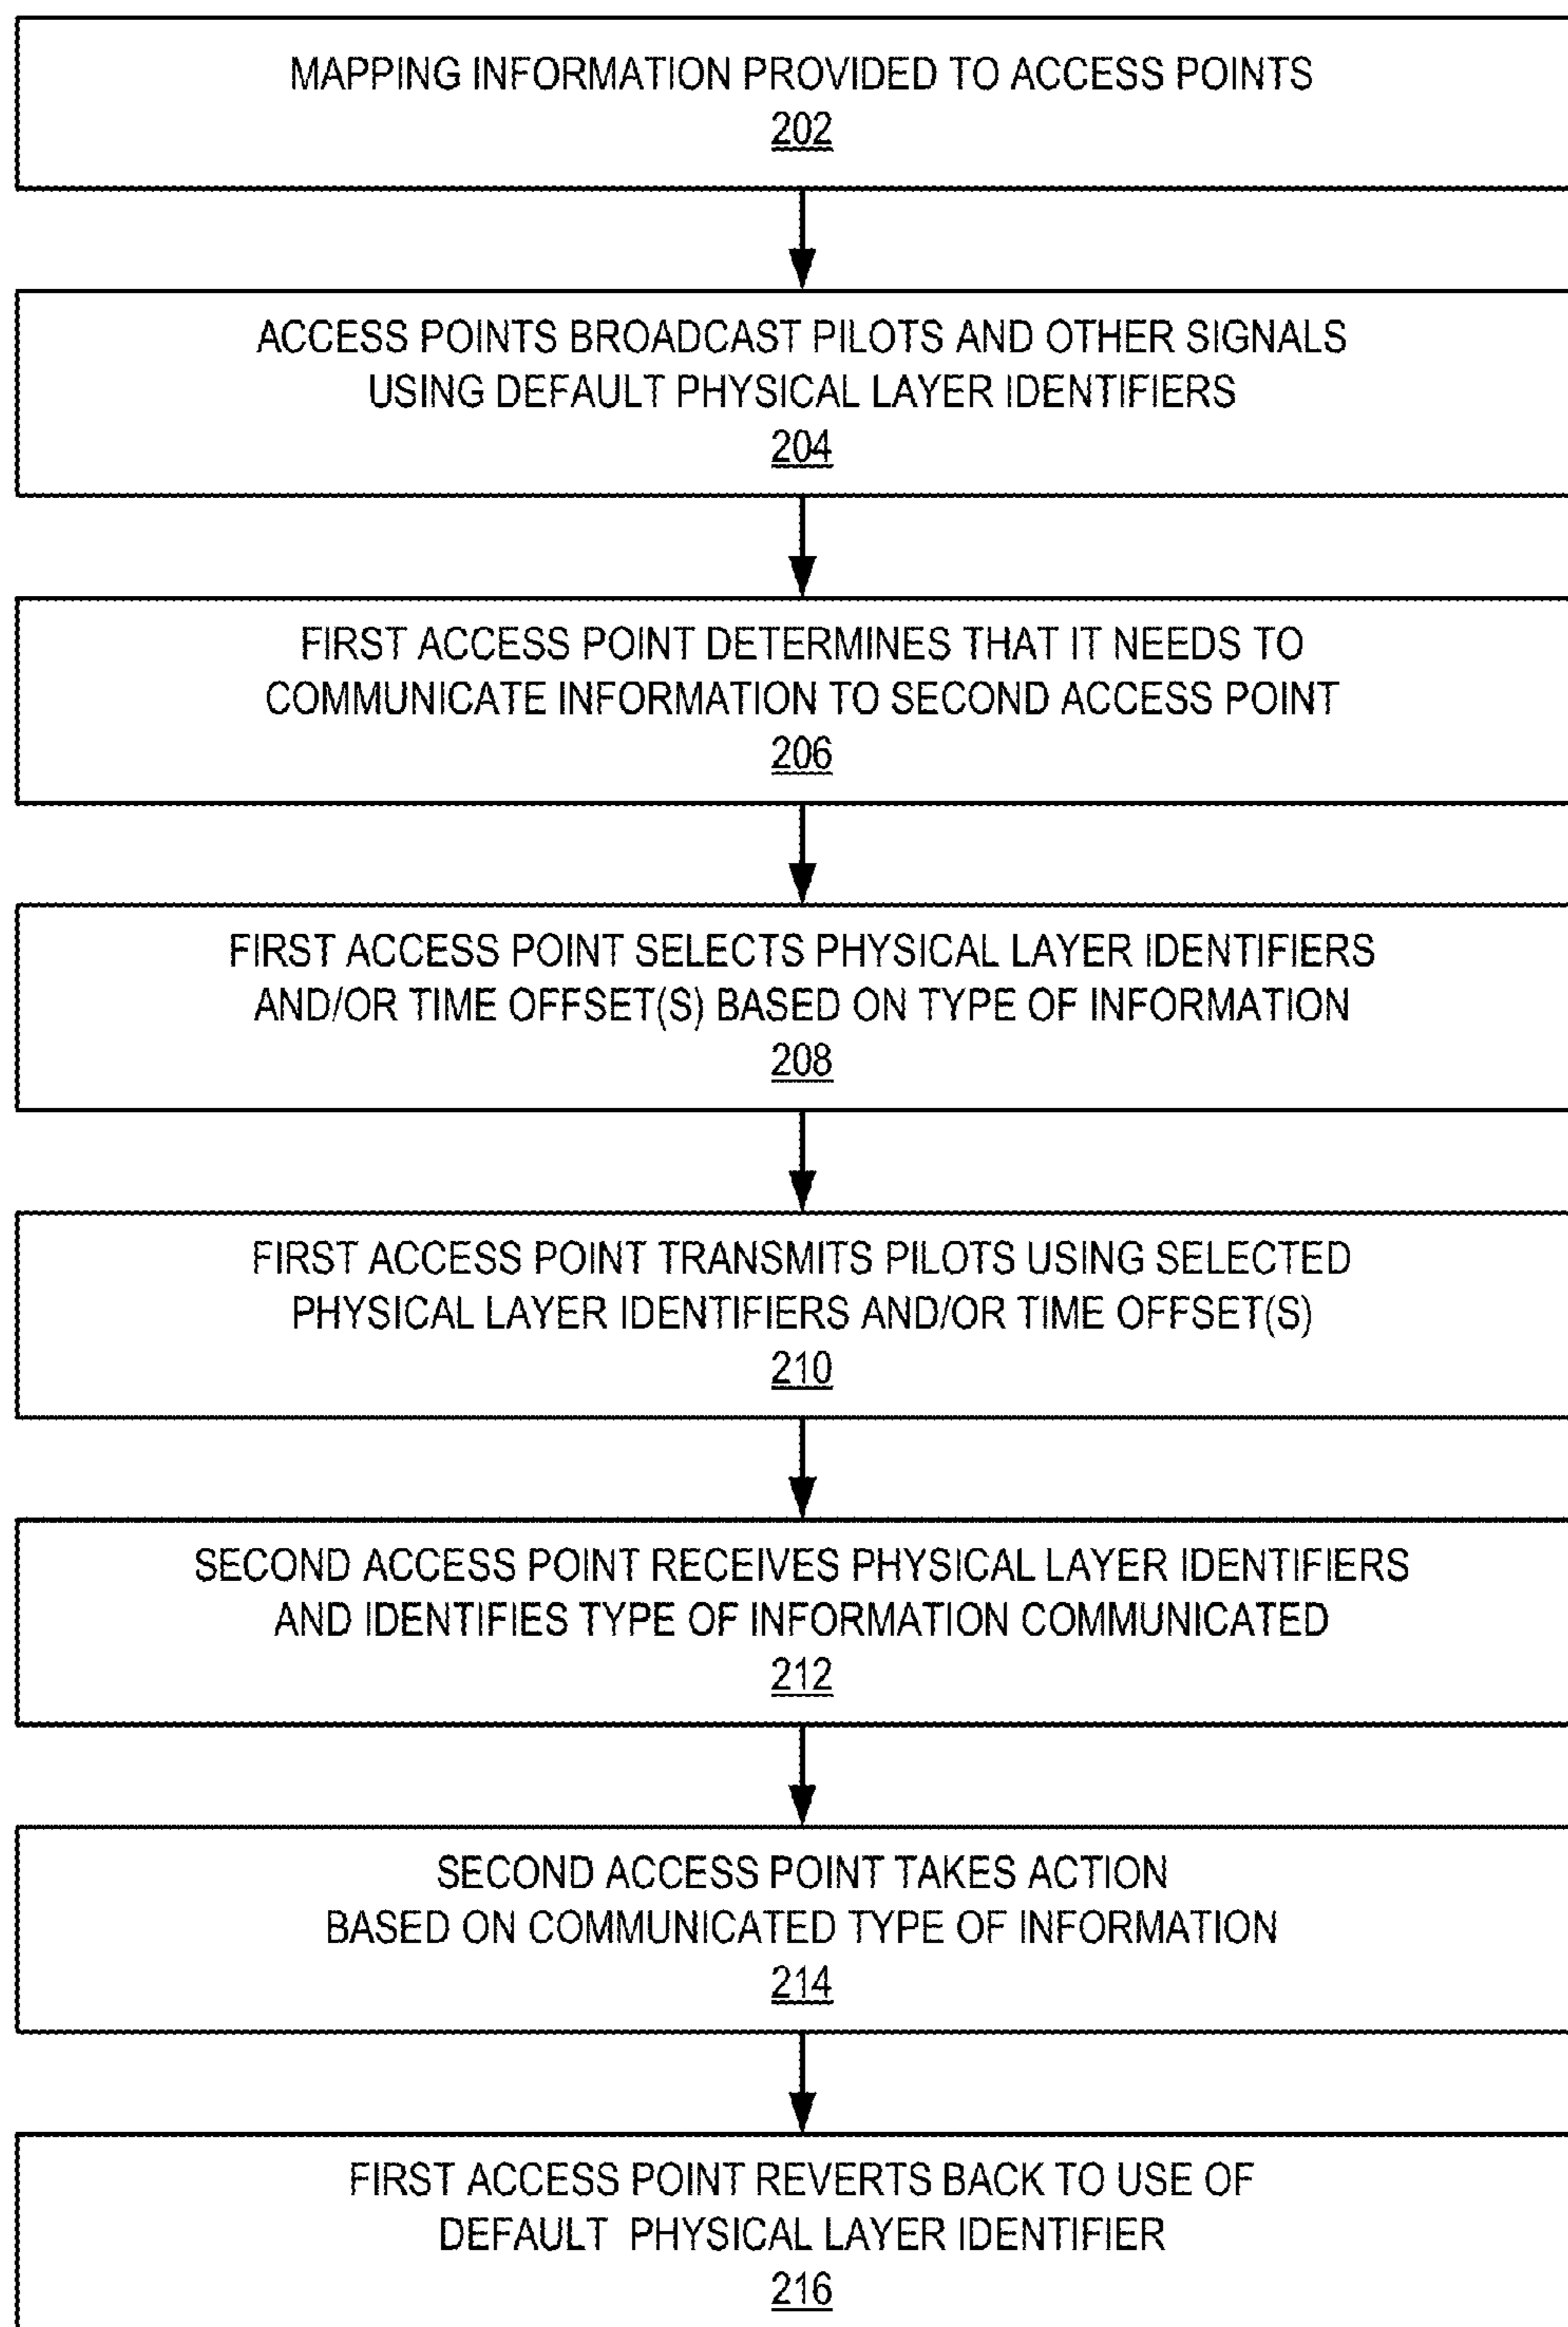 MAPPING INFORMATION PROVIDED TO ACCESS POINTS
202
ACCESS POINTS BROADCAST PILOTS AND OTHER SIGNALS
USING DEFAULT PHYSICAL LAYER IDENTIFIERS
204
FIRST ACCESS POINT DETERMINES THAT IT NEEDS TO
COMMUNICATE INFORMATION TO SECOND ACCESS POINT
206
FIRST ACCESS POINT SELECTS PHYSICAL LAYER IDENTIFIERS
AND/OR TIME OFFSET(S) BASED ON TYPE OF INFORMATION
208
FIRST ACCESS POINT TRANSMITS PILOTS USING SELECTED
PHYSICAL LAYER IDENTIFIERS AND/OR TIME OFFSET(S)
210
SECOND ACCESS POINT RECEIVES PHYSICAL LAYER IDENTIFIERS
AND IDENTIFIES TYPE OF INFORMATION COMMUNICATED
212
SECOND ACCESS POINT TAKES ACTION
BASED ON COMMUNICATED TYPE OF INFORMATION
214
FIRST ACCESS POINT REVERTS BACK TO USE OF
DEFAULT PHYSICAL LAYER IDENTIFIER
216